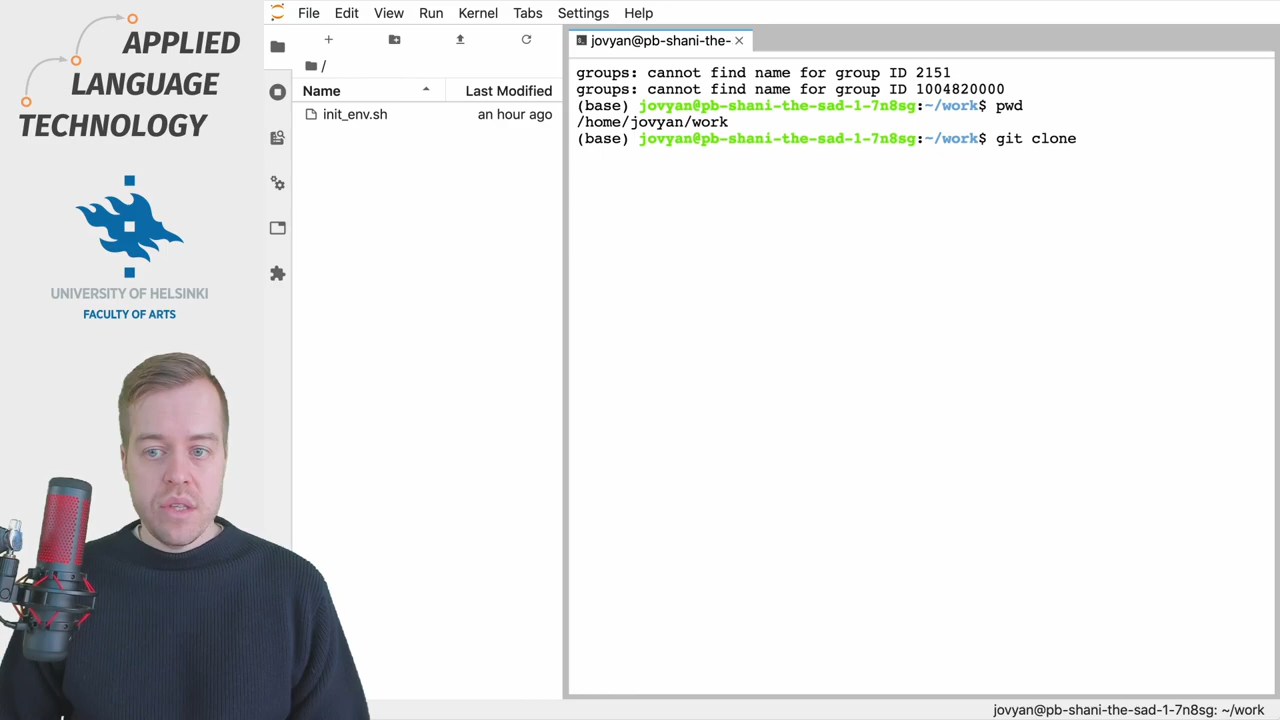 APPLIED
LANGUAGE
TECHNOLOGY
UNIVERSITY OF HELSINKI
FACULTY OF ARTS
File Edit View Run Kernel Tabs Settings Help
/
Name Last Modified
init_env.sh an hour ago
jovyan@pb-shani-the-
groups: cannot find name for group ID 2151
groups: cannot find name for group ID 1004820000
(base) jovyan@pb-shani-the-sad-1-7n8sg:~/work$ pwd
/home/jovyan/work
(base) jovyan@pb-shani-the-sad-1-7n8sg:~/work$ git clone
jovyan@pb-shani-the-sad-1-7n8sg: ~/work